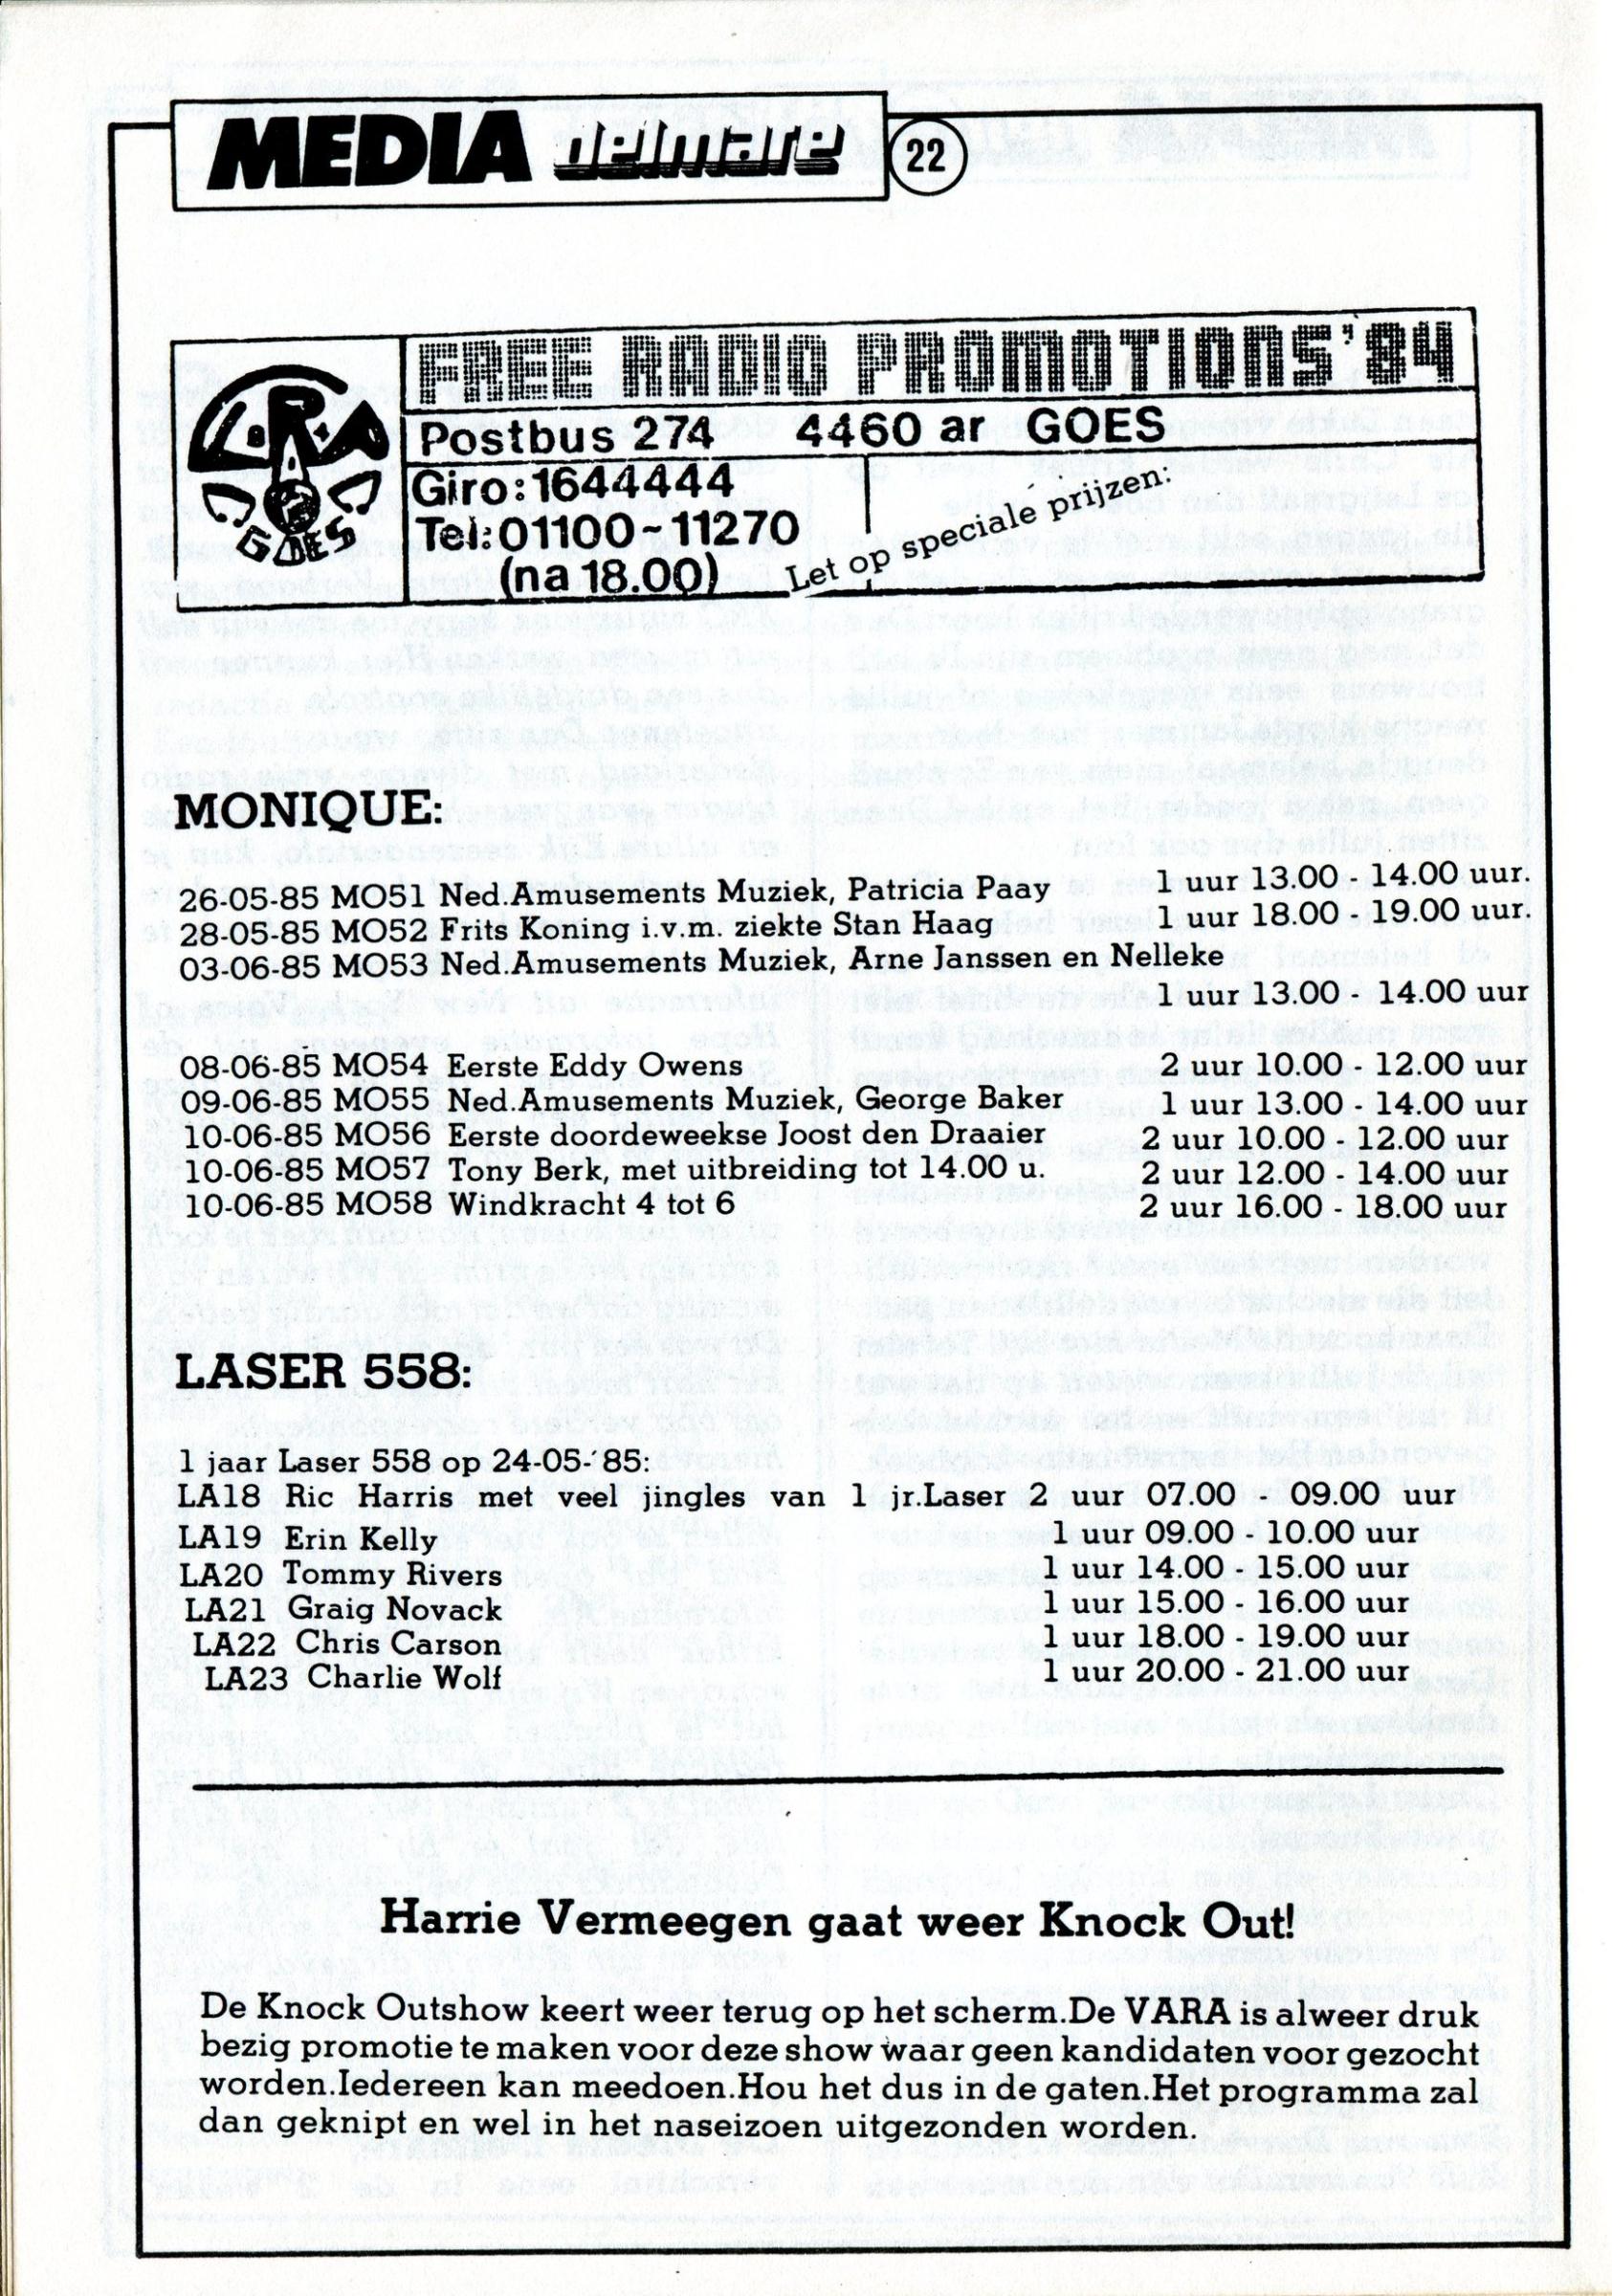 MEDIA delmare 22
FREE RADIO PROMOTIONS'84
FRA
GOES
Postbus 274 4460 ar GOES
Giro:1644444
Tel:01100~11270
(na 18.00)
Let op speciale prijzen:
MONIQUE:
26-05-85 MO51 Ned.Amusements Muziek, Patricia Paay 1 uur 13.00 - 14.00 uur.
28-05-85 MO52 Frits Koning i.v.m. ziekte Stan Haag 1 uur 18.00 - 19.00 uur.
03-06-85 MO53 Ned.Amusements Muziek, Arne Janssen en Nelleke
1 uur 13.00 - 14.00 uur
08-06-85 MO54 Eerste Eddy Owens 2 uur 10.00 - 12.00 uur
09-06-85 MO55 Ned.Amusements Muziek, George Baker 1 uur 13.00 - 14.00 uur
10-06-85 MO56 Eerste doordeweekse Joost den Draaier 2 uur 10.00 - 12.00 uur
10-06-85 MO57 Tony Berk, met uitbreiding tot 14.00 u. 2 uur 12.00 - 14.00 uur
10-06-85 MO58 Windkracht 4 tot 6 2 uur 16.00 - 18.00 uur
LASER 558:
1 jaar Laser 558 op 24-05-'85:
LA18 Ric Harris met veel jingles van 1 jr.Laser 2 uur 07.00 - 09.00 uur
LA19 Erin Kelly 1 uur 09.00 - 10.00 uur
LA20 Tommy Rivers 1 uur 14.00 - 15.00 uur
LA21 Graig Novack 1 uur 15.00 - 16.00 uur
LA22 Chris Carson 1 uur 18.00 - 19.00 uur
LA23 Charlie Wolf 1 uur 20.00 - 21.00 uur
Harrie Vermeegen gaat weer Knock Out!
De Knock Outshow keert weer terug op het scherm.De VARA is alweer druk
bezig promotie te maken voor deze show waar geen kandidaten voor gezocht
worden.Iedereen kan meedoen.Hou het dus in de gaten.Het programma zal
dan geknipt en wel in het naseizoen uitgezonden worden.